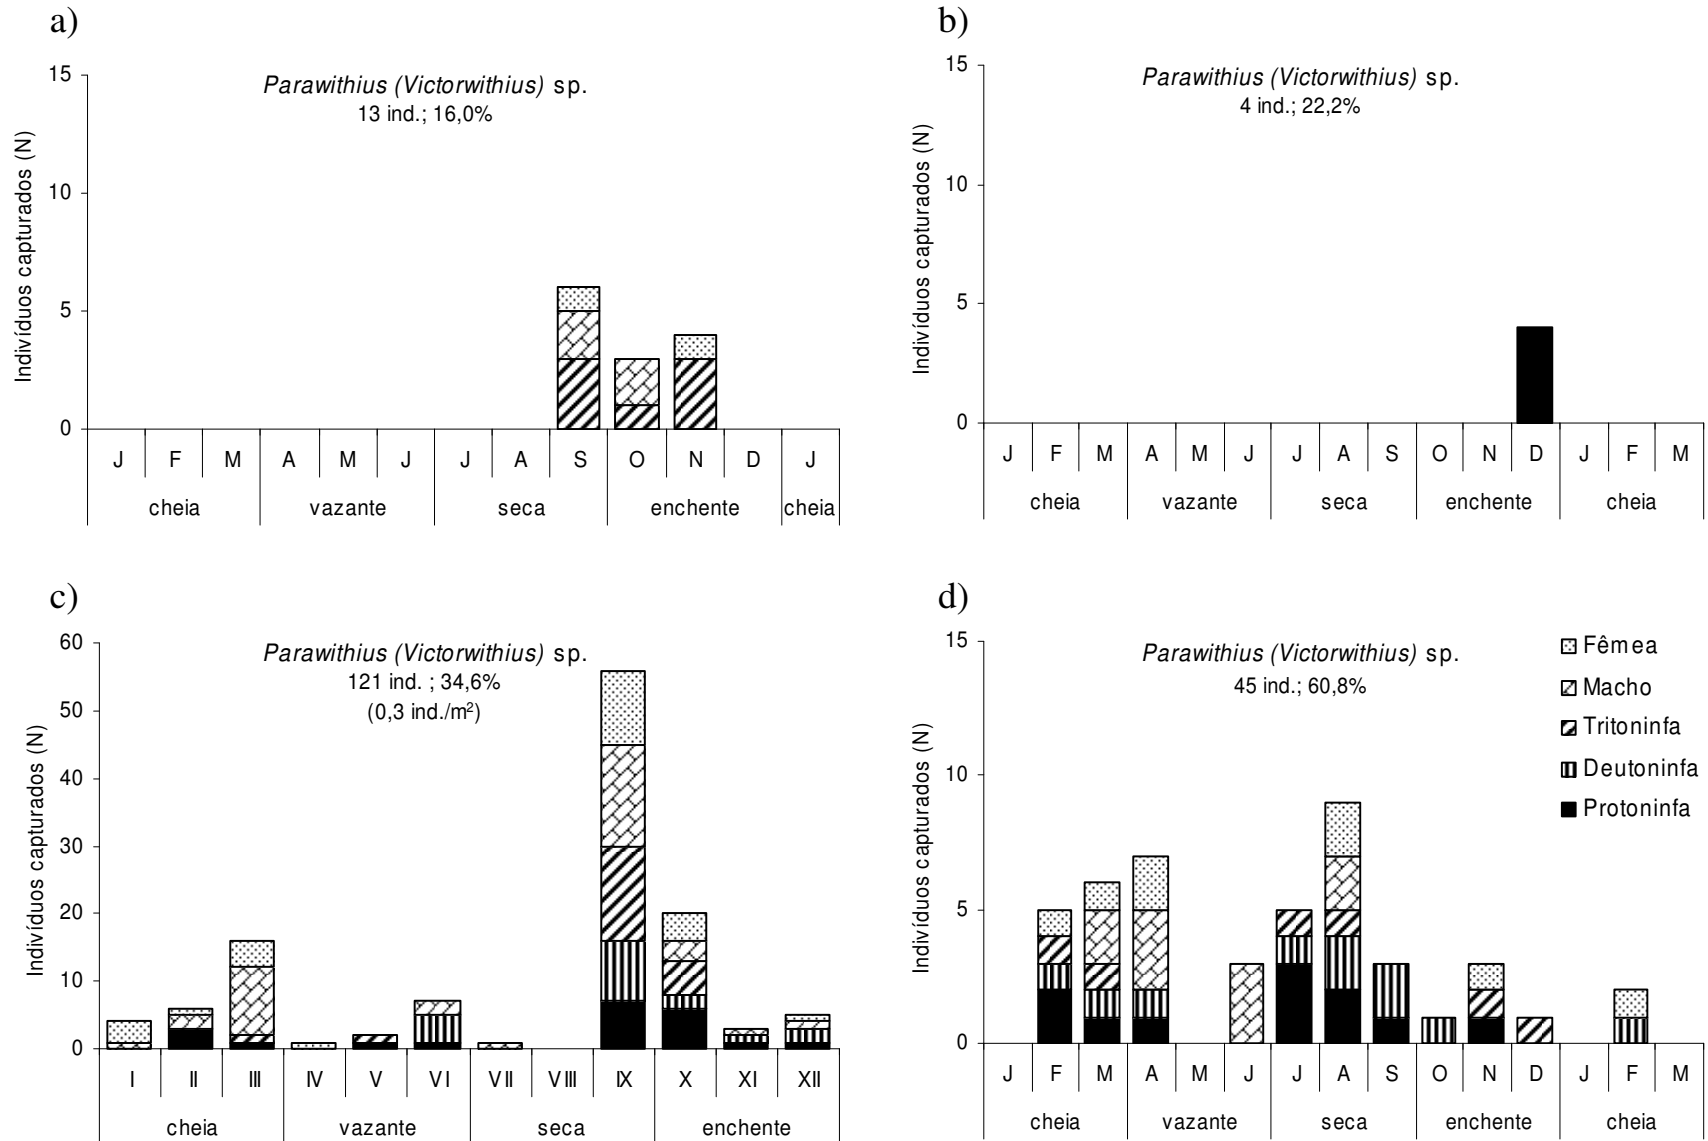 a)
Parawithius (Victorwithius) sp.
13 ind.; 16,0%
Indivíduos capturados (N)
15
10
5
0
J F M A M J J A S O N D J
cheia vazante seca enchente cheia
b)
Parawithius (Victorwithius) sp.
4 ind.; 22,2%
Indivíduos capturados (N)
15
10
5
0
J F M A M J J A S O N D J F M
cheia vazante seca enchente cheia
c)
Parawithius (Victorwithius) sp.
121 ind. ; 34,6%
(0,3 ind./m²)
Indivíduos capturados (N)
60
50
40
30
20
10
0
I II III IV V VI VII VIII IX X XI XII
cheia vazante seca enchente
d)
Parawithius (Victorwithius) sp.
45 ind.; 60,8%
Indivíduos capturados (N)
15
10
5
0
J F M A M J J A S O N D J F M
cheia vazante seca enchente cheia
Fêmea
Macho
Tritoninfa
Deutoninfa
Protoninfa